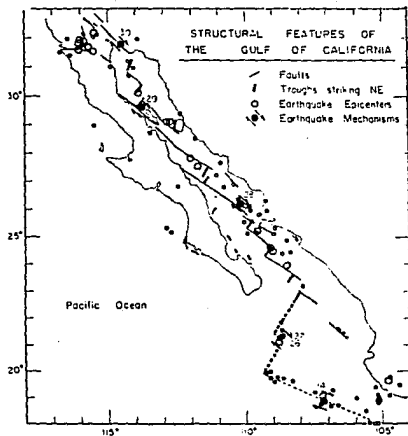 STRUCTURAL FEATURES OF
THE GULF OF CALIFORNIA
Faults
Troughs striking NE
Earthquake Epicenters
Earthquake Mechanisms
30°
25°
20°
Pacific Ocean
115°
110°
105°